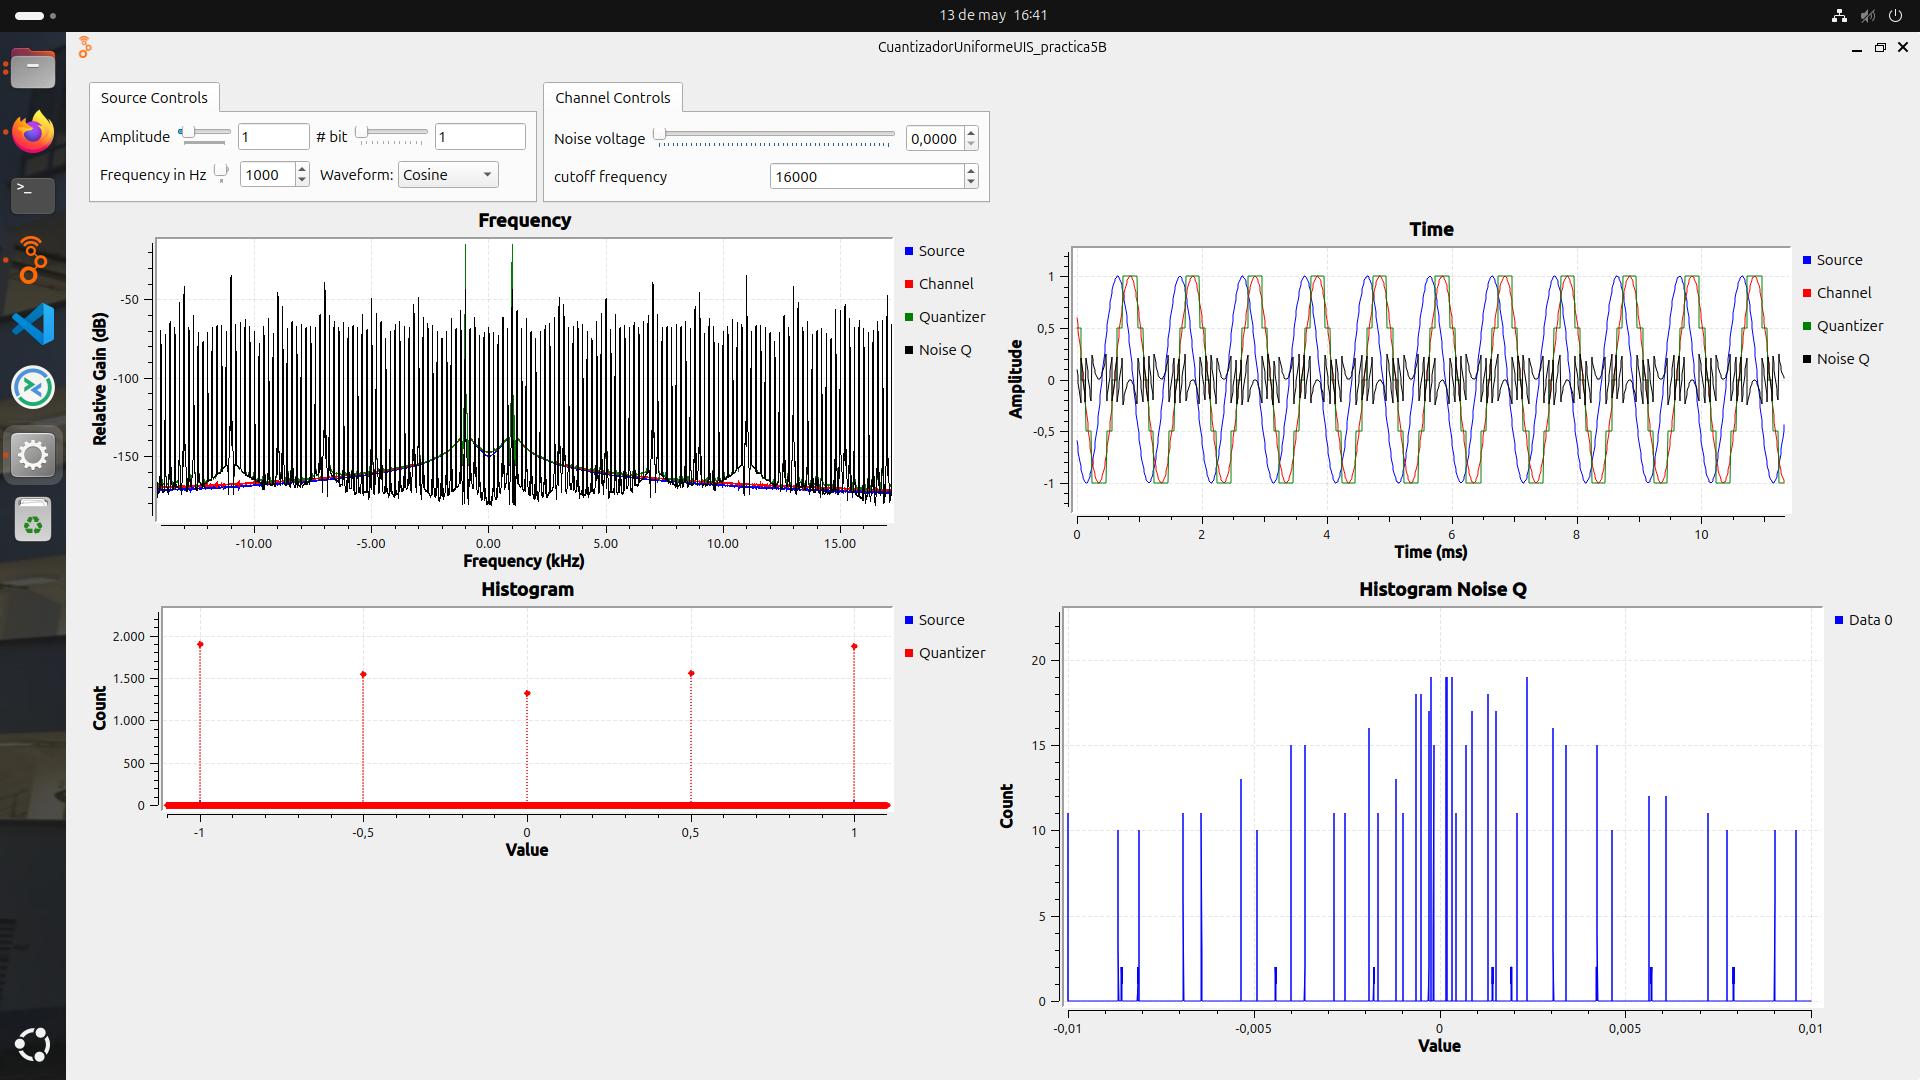 13 de may 16:41
CuantizadorUniformeUIS_practica5B
Source Controls
Amplitude 1 # bit 1
Frequency in Hz 1000 Waveform: Cosine
Channel Controls
Noise voltage 0,0000
cutoff frequency 16000
Frequency
Relative Gain (dB)
-50
-100
-150
-10.00 -5.00 0.00 5.00 10.00 15.00
Frequency (kHz)
Source
Channel
Quantizer
Noise Q
Time
Amplitude
1
0,5
0
-0,5
-1
0 2 4 6 8 10
Time (ms)
Source
Channel
Quantizer
Noise Q
Histogram
Count
2.000
1.500
1.000
500
0
-1 -0,5 0 0,5 1
Value
Source
Quantizer
Histogram Noise Q
Count
20
15
10
5
0
-0,01 -0,005 0 0,005 0,01
Value
Data 0